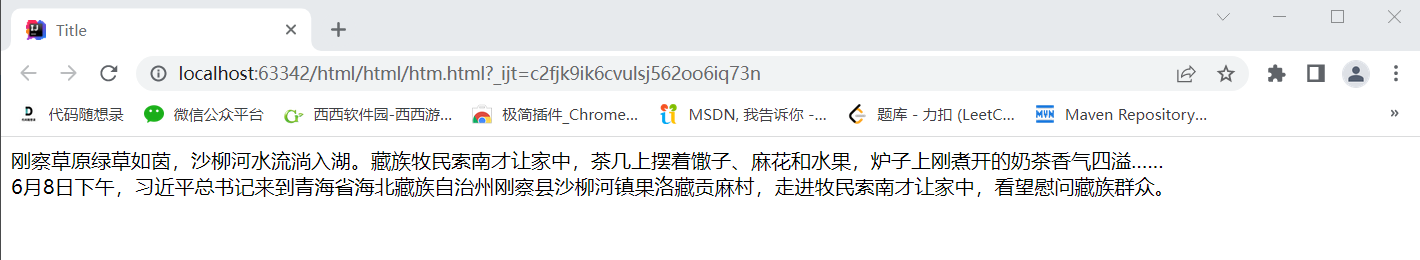 Title
localhost:63342/html/html/htm.html?_ijt=c2fjk9ik6cvulsj562oo6iq73n
代码随想录 微信公众平台 西西软件园-西西游... 极简插件_Chrome... MSDN, 我告诉你 -... 题库 - 力扣 (LeetC... Maven Repository... »
刚察草原绿草如茵，沙柳河水流淌入湖。藏族牧民索南才让家中，茶几上摆着馓子、麻花和水果，炉子上刚煮开的奶茶香气四溢……
6月8日下午，习近平总书记来到青海省海北藏族自治州刚察县沙柳河镇果洛藏贡麻村，走进牧民索南才让家中，看望慰问藏族群众。